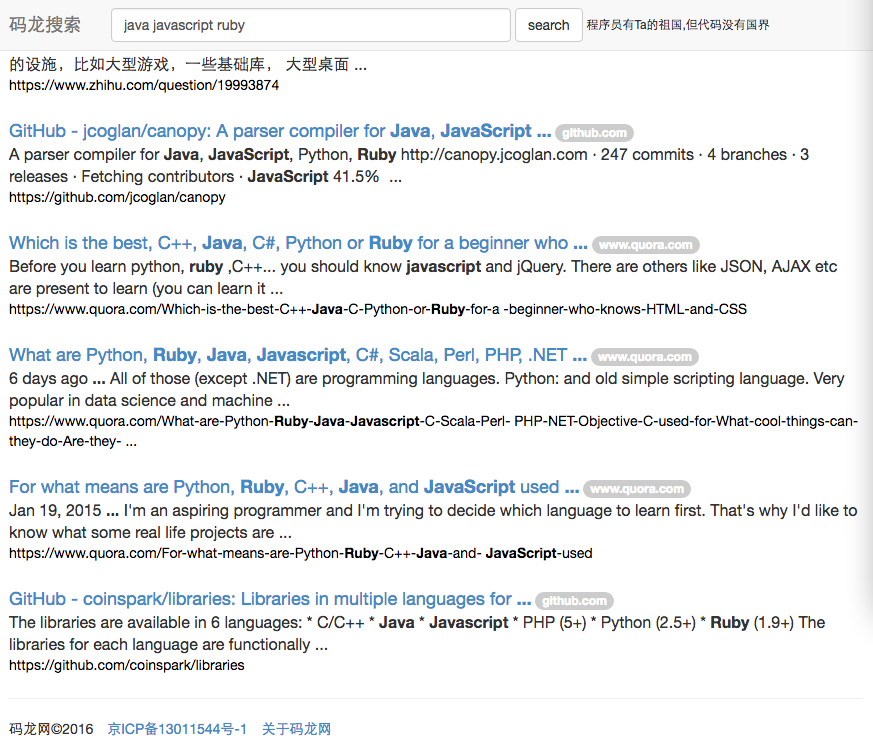 码龙搜索 java javascript ruby search 程序员有Ta的祖国,但代码没有国界
的设施，比如大型游戏，一些基础库， 大型桌面 ...
https://www.zhihu.com/question/19993874
GitHub - jcoglan/canopy: A parser compiler for Java, JavaScript ... github.com
A parser compiler for Java, JavaScript, Python, Ruby http://canopy.jcoglan.com · 247 commits · 4 branches · 3
releases · Fetching contributors · JavaScript 41.5% ...
https://github.com/jcoglan/canopy
Which is the best, C++, Java, C#, Python or Ruby for a beginner who ... www.quora.com
Before you learn python, ruby ,C++... you should know javascript and jQuery. There are others like JSON, AJAX etc
are present to learn (you can learn it ...
https://www.quora.com/Which-is-the-best-C++-Java-C-Python-or-Ruby-for-a -beginner-who-knows-HTML-and-CSS
What are Python, Ruby, Java, Javascript, C#, Scala, Perl, PHP, .NET ... www.quora.com
6 days ago ... All of those (except .NET) are programming languages. Python: and old simple scripting language. Very
popular in data science and machine ...
https://www.quora.com/What-are-Python-Ruby-Java-Javascript-C-Scala-Perl- PHP-NET-Objective-C-used-for-What-cool-things-can-
they-do-Are-they- ...
For what means are Python, Ruby, C++, Java, and JavaScript used ... www.quora.com
Jan 19, 2015 ... I'm an aspiring programmer and I'm trying to decide which language to learn first. That's why I'd like to
know what some real life projects are ...
https://www.quora.com/For-what-means-are-Python-Ruby-C++-Java-and- JavaScript-used
GitHub - coinspark/libraries: Libraries in multiple languages for ... github.com
The libraries are available in 6 languages: * C/C++ * Java * Javascript * PHP (5+) * Python (2.5+) * Ruby (1.9+) The
libraries for each language are functionally ...
https://github.com/coinspark/libraries
码龙网©2016 京ICP备13011544号-1 关于码龙网